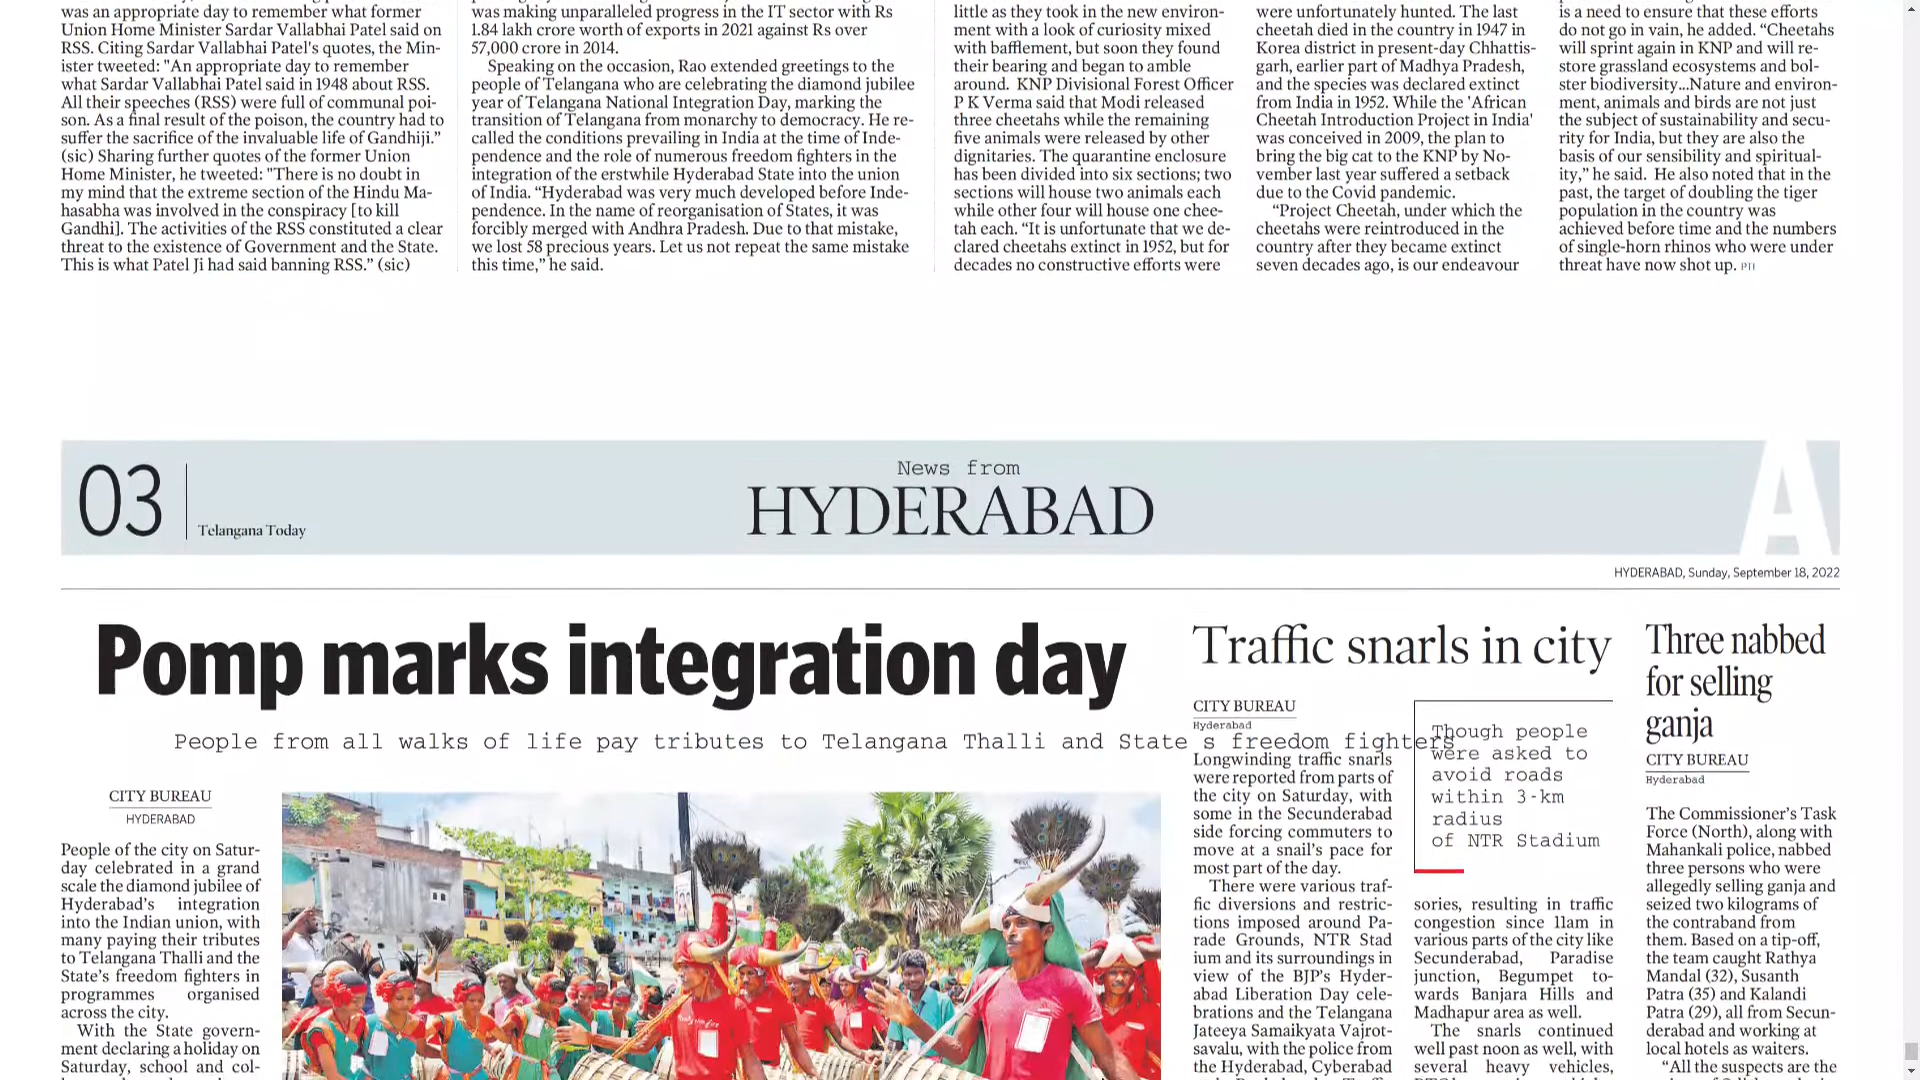 was an appropriate day to remember what former
Union Home Minister Sardar Vallabhai Patel said on
RSS. Citing Sardar Vallabhai Patel's quotes, the Min-
ister tweeted: "An appropriate day to remember
what Sardar Vallabhai Patel said in 1948 about RSS.
All their speeches (RSS) were full of communal poi-
son. As a final result of the poison, the country had to
suffer the sacrifice of the invaluable life of Gandhiji.”
(sic) Sharing further quotes of the former Union
Home Minister, he tweeted: "There is no doubt in
my mind that the extreme section of the Hindu Ma-
hasabha was involved in the conspiracy [to kill
Gandhi]. The activities of the RSS constituted a clear
threat to the existence of Government and the State.
This is what Patel Ji had said banning RSS.” (sic)
was making unparalleled progress in the IT sector with Rs
1.84 lakh crore worth of exports in 2021 against Rs over
57,000 crore in 2014.
Speaking on the occasion, Rao extended greetings to the
people of Telangana who are celebrating the diamond jubilee
year of Telangana National Integration Day, marking the
transition of Telangana from monarchy to democracy. He re-
called the conditions prevailing in India at the time of Inde-
pendence and the role of numerous freedom fighters in the
integration of the erstwhile Hyderabad State into the union
of India. “Hyderabad was very much developed before Inde-
pendence. In the name of reorganisation of States, it was
forcibly merged with Andhra Pradesh. Due to that mistake,
we lost 58 precious years. Let us not repeat the same mistake
this time,” he said.
little as they took in the new environ-
ment with a look of curiosity mixed
with bafflement, but soon they found
their bearing and began to amble
around. KNP Divisional Forest Officer
P K Verma said that Modi released
three cheetahs while the remaining
five animals were released by other
dignitaries. The quarantine enclosure
has been divided into six sections; two
sections will house two animals each
while other four will house one chee-
tah each. “It is unfortunate that we de-
clared cheetahs extinct in 1952, but for
decades no constructive efforts were
were unfortunately hunted. The last
cheetah died in the country in 1947 in
Korea district in present-day Chhattis-
garh, earlier part of Madhya Pradesh,
and the species was declared extinct
from India in 1952. While the 'African
Cheetah Introduction Project in India'
was conceived in 2009, the plan to
bring the big cat to the KNP by No-
vember last year suffered a setback
due to the Covid pandemic.
“Project Cheetah, under which the
cheetahs were reintroduced in the
country after they became extinct
seven decades ago, is our endeavour
is a need to ensure that these efforts
do not go in vain, he added. “Cheetahs
will sprint again in KNP and will re-
store grassland ecosystems and bol-
ster biodiversity...Nature and environ-
ment, animals and birds are not just
the subject of sustainability and secu-
rity for India, but they are also the
basis of our sensibility and spiritual-
ity,” he said. He also noted that in the
past, the target of doubling the tiger
population in the country was
achieved before time and the numbers
of single-horn rhinos who were under
threat have now shot up. PTI
03
Telangana Today
News from
HYDERABAD
A
HYDERABAD, Sunday, September 18, 2022
Pomp marks integration day
People from all walks of life pay tributes to Telangana Thalli and State s freedom fighters
CITY BUREAU
HYDERABAD
People of the city on Satur-
day celebrated in a grand
scale the diamond jubilee of
Hyderabad’s integration
into the Indian union, with
many paying their tributes
to Telangana Thalli and the
State’s freedom fighters in
programmes organised
across the city.
With the State govern-
ment declaring a holiday on
Saturday, school and col-
Traffic snarls in city
CITY BUREAU
Hyderabad
Longwinding traffic snarls
were reported from parts of
the city on Saturday, with
some in the Secunderabad
side forcing commuters to
move at a snail’s pace for
most part of the day.
There were various traf-
fic diversions and restric-
tions imposed around Pa-
rade Grounds, NTR Stad
ium and its surroundings in
view of the BJP’s Hyder-
abad Liberation Day cele-
brations and the Telangana
Jateeya Samaikyata Vajrot-
savalu, with the police from
the Hyderabad, Cyberabad
Though people
were asked to
avoid roads
within 3-km
radius
of NTR Stadium
sories, resulting in traffic
congestion since 11am in
various parts of the city like
Secunderabad, Paradise
junction, Begumpet to-
wards Banjara Hills and
Madhapur area as well.
The snarls continued
well past noon as well, with
several heavy vehicles,
Three nabbed
for selling
ganja
CITY BUREAU
Hyderabad
The Commissioner’s Task
Force (North), along with
Mahankali police, nabbed
three persons who were
allegedly selling ganja and
seized two kilograms of
the contraband from
them. Based on a tip-off,
the team caught Rathya
Mandal (32), Susanth
Patra (35) and Kalandi
Patra (29), all from Secun-
derabad and working at
local hotels as waiters.
“All the suspects are the